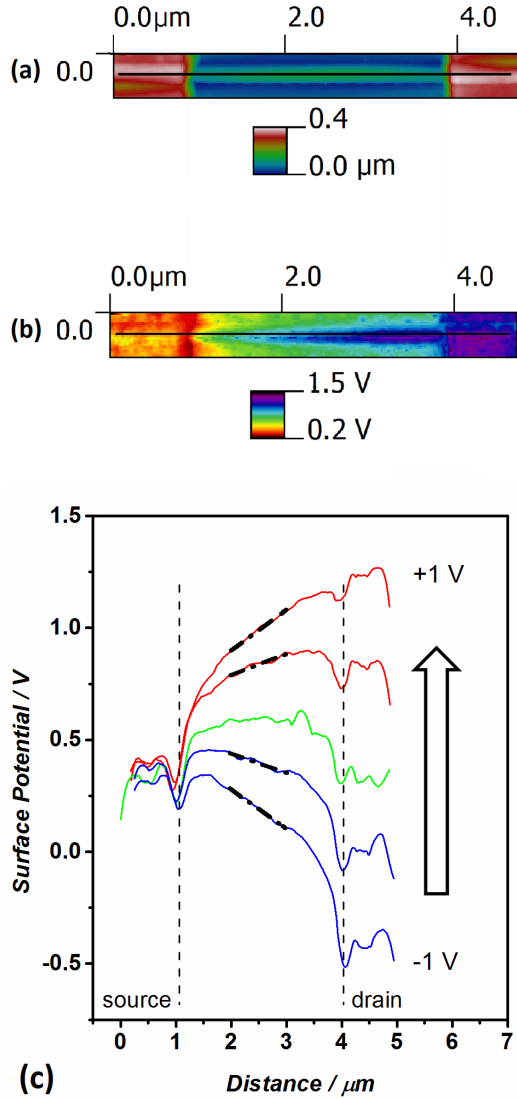 0.0µm 2.0 4.0
(a) 0.0
0.4
0.0 µm
0.0µm 2.0 4.0
(b) 0.0
1.5 V
0.2 V
1.5
+1 V
1.0
0.5
0.0
-0.5
-1 V
source drain
0 1 2 3 4 5 6 7
Surface Potential / V
Distance / µm
(c)